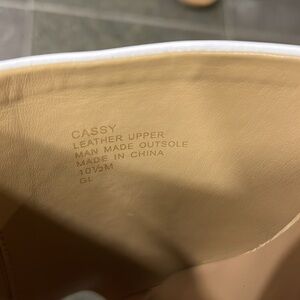 CASSY
LEATHER UPPER
MAN MADE OUTSOLE
MADE IN CHINA
10½M
GL